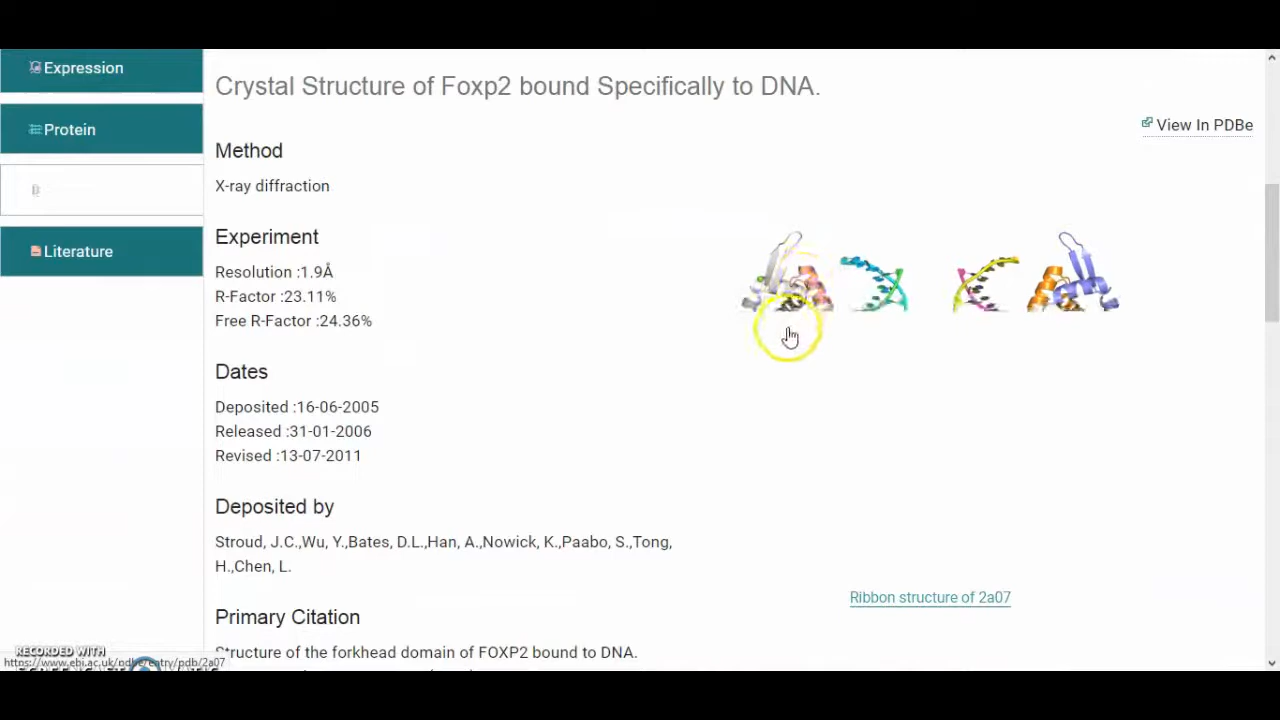 Expression
Protein
Literature
Crystal Structure of Foxp2 bound Specifically to DNA.
View In PDBe
Method
X-ray diffraction
Experiment
Resolution :1.9Å
R-Factor :23.11%
Free R-Factor :24.36%
Dates
Deposited :16-06-2005
Released :31-01-2006
Revised :13-07-2011
Deposited by
Stroud, J.C.,Wu, Y.,Bates, D.L.,Han, A.,Nowick, K.,Paabo, S.,Tong,
H.,Chen, L.
Ribbon structure of 2a07
Primary Citation
Structure of the forkhead domain of FOXP2 bound to DNA.
RECORDED WITH
https://www.ebi.ac.uk/pdbe/entry/pdb/2a07